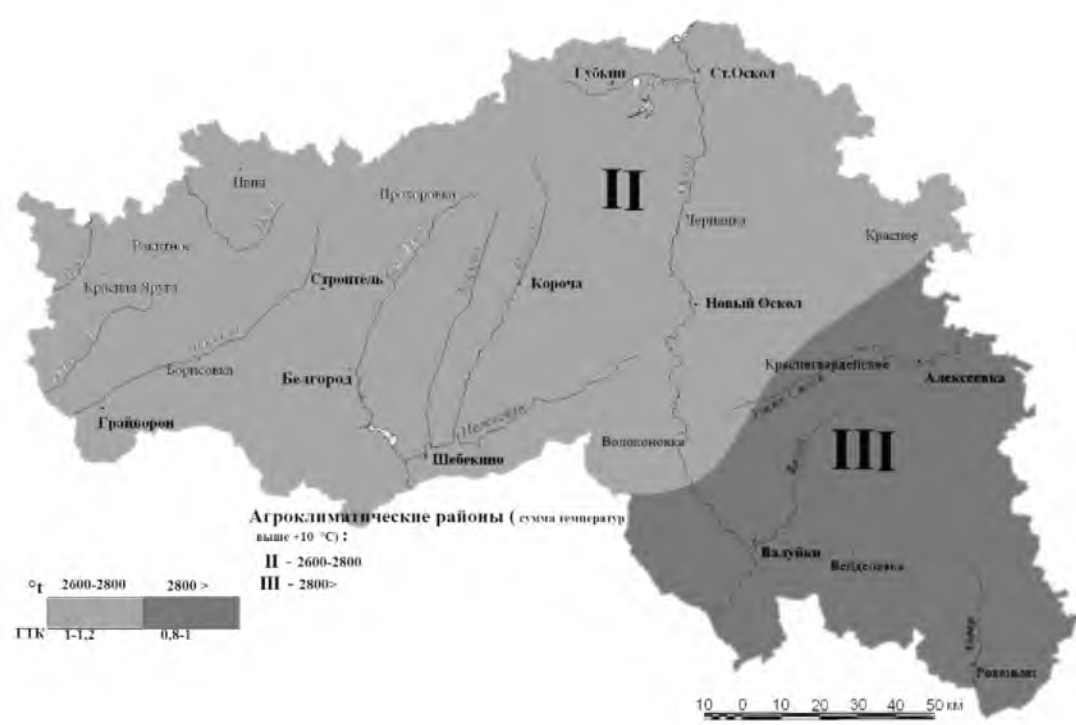 Губкин
Ст.Оскол
II
Прохоровка
Чернянка
Красное
Ракитное
Красная Яруга
Строитель
Короча
Новый Оскол
Борисовка
Белгород
Красногвардейское
Алексеевка
Грайворон
Волоконовка
III
Шебекино
Агроклиматические районы ( сумма температур
выше +10 °С) :
II - 2600-2800
III - 2800>
Валуйки
Вейделевка
°t 2600-2800 2800 >
ГТК 1-1,2 0,8-1
Ровеньки
10 0 10 20 30 40 50 км